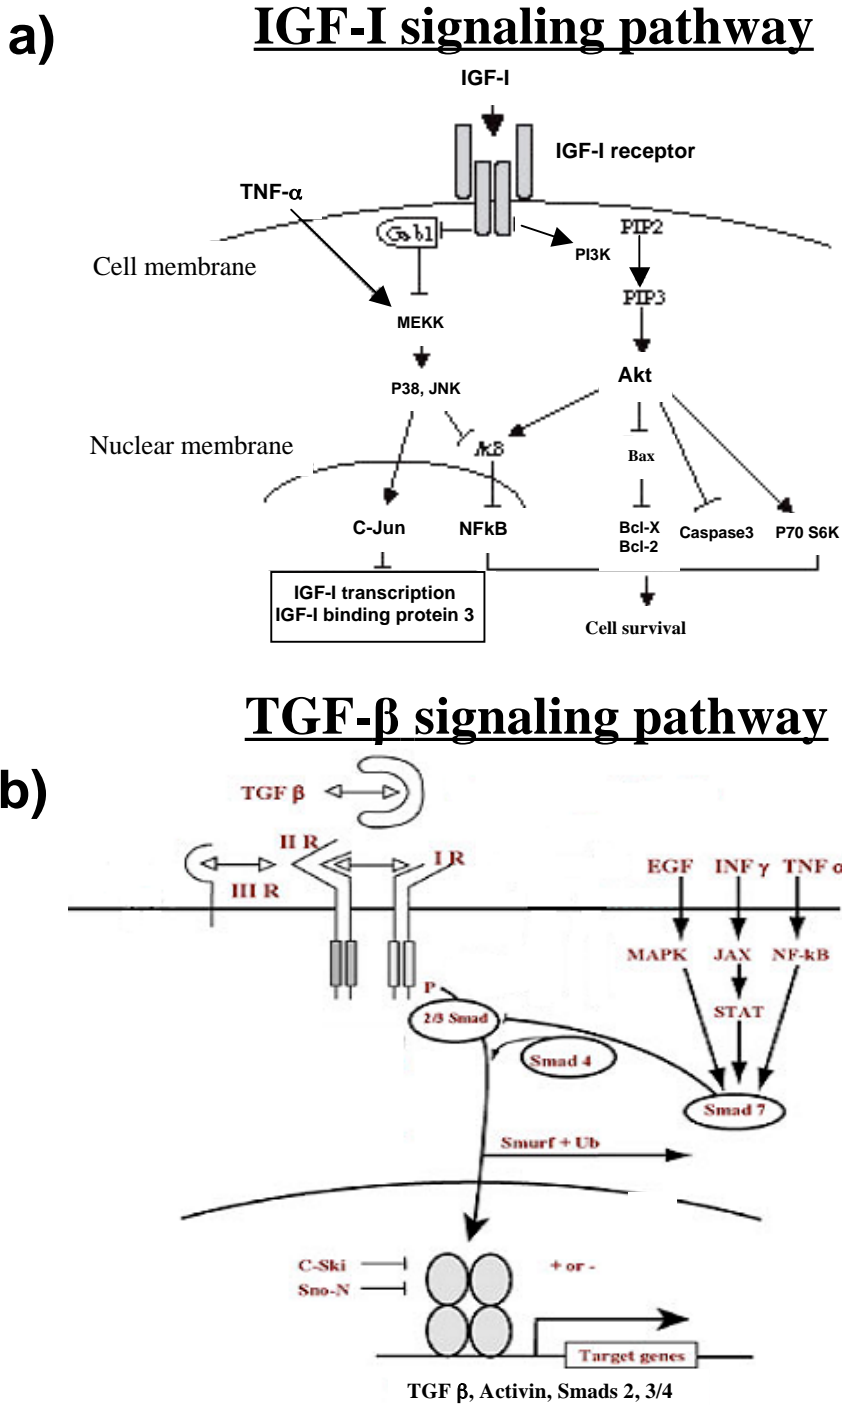 a)
IGF-I signaling pathway
IGF-I
IGF-I receptor
TNF-α
Gab1
PIP2
PI3K
Cell membrane
PIP3
MEKK
Akt
P38, JNK
Nuclear membrane
IkB
Bax
C-Jun
NFkB
Bcl-X
Bcl-2
Caspase3
P70 S6K
IGF-I transcription
IGF-I binding protein 3
Cell survival
TGF-β signaling pathway
b)
TGF β
II R
I R
III R
EGF
INF γ
TNF α
MAPK
JAX
NF-kB
P
2/3 Smad
STAT
Smad 4
Smad 7
Smurf + Ub
C-Ski
+ or -
Sno-N
Target genes
TGF β, Activin, Smads 2, 3/4